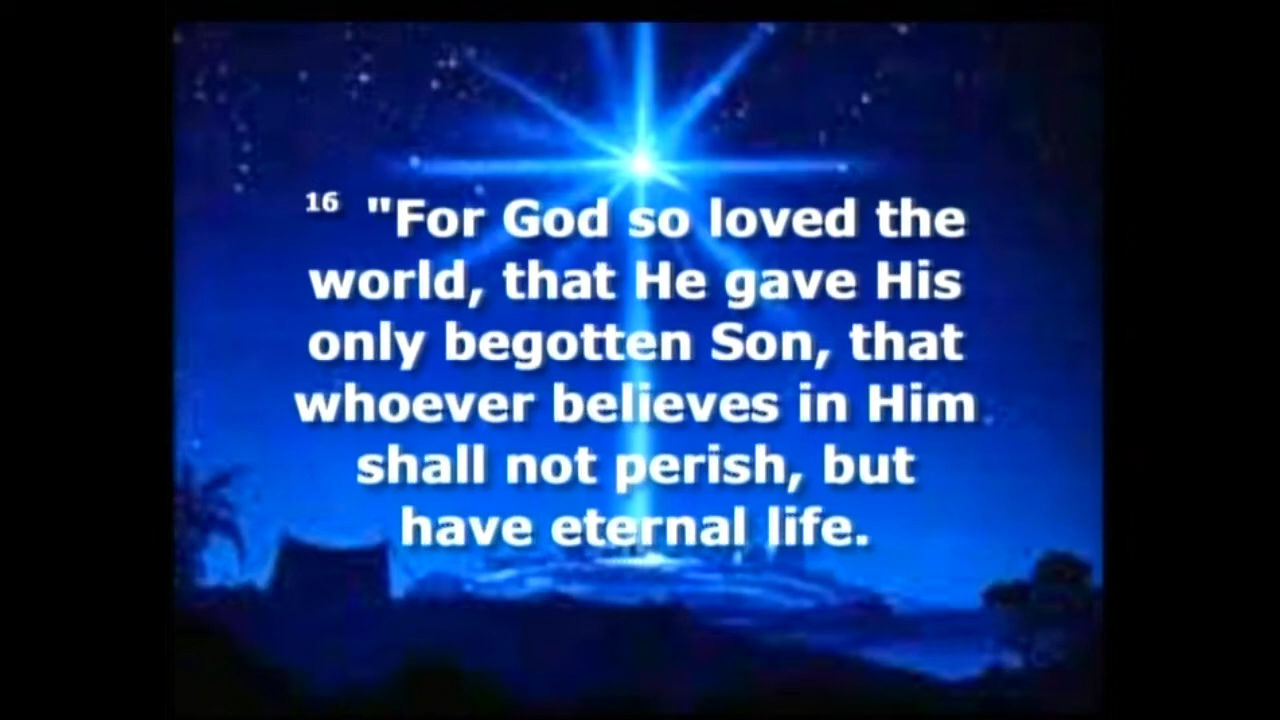 16 "For God so loved the
world, that He gave His
only begotten Son, that
whoever believes in Him
shall not perish, but
have eternal life.